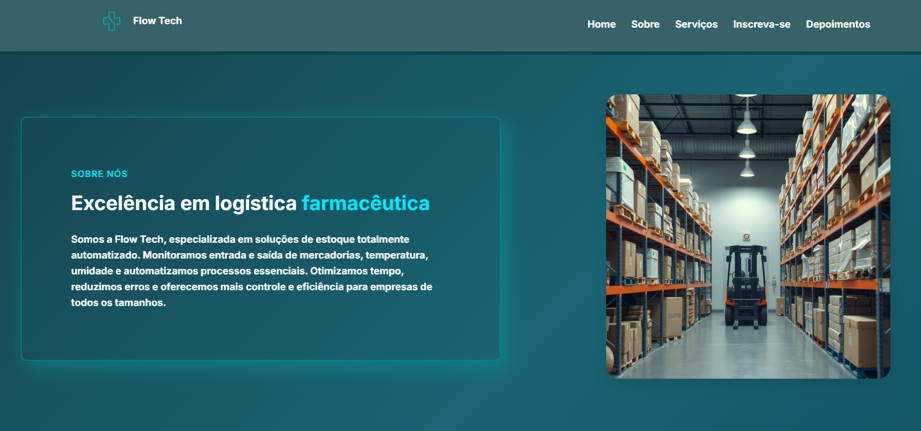 Flow Tech
Home Sobre Serviços Inscreva-se Depoimentos
SOBRE NÓS
Excelência em logística farmacêutica
Somos a Flow Tech, especializada em soluções de estoque totalmente
automatizado. Monitoramos entrada e saída de mercadorias, temperatura,
umidade e automatizamos processos essenciais. Otimizamos tempo,
reduzimos erros e oferecemos mais controle e eficiência para empresas de
todos os tamanhos.